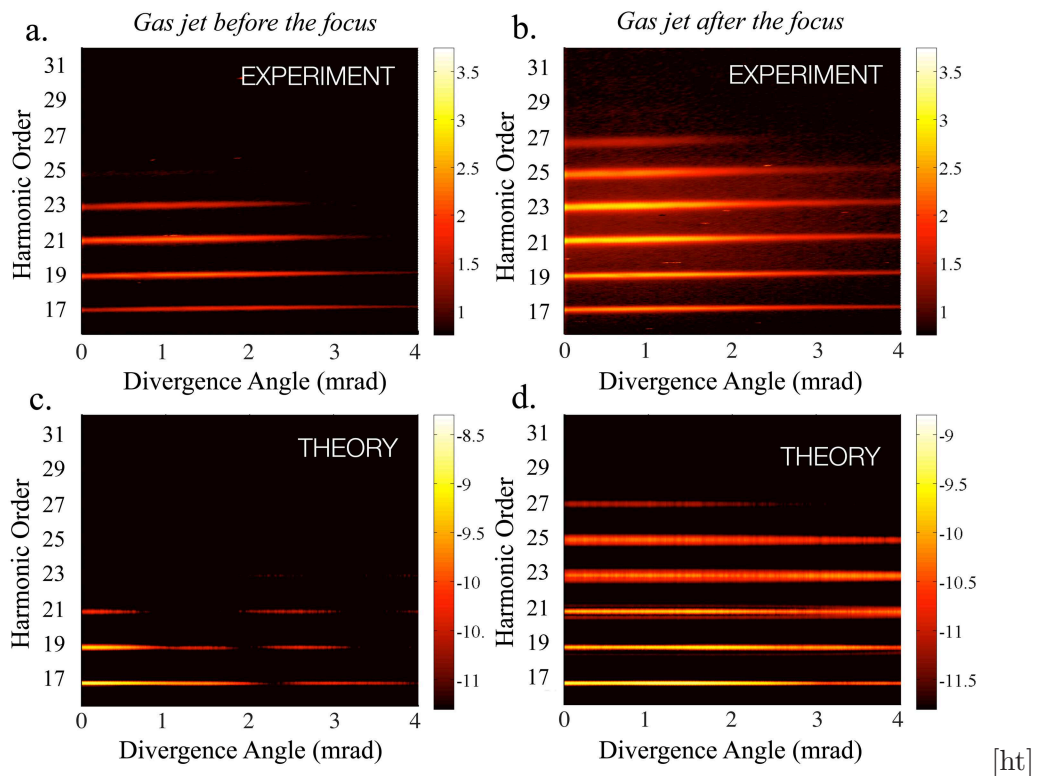 Gas jet before the focus
Gas jet after the focus
a.
EXPERIMENT
Harmonic Order
31
29
27
25
23
21
19
17
0 1 2 3 4
Divergence Angle (mrad)
3.5
3
2.5
2
1.5
1
b.
EXPERIMENT
Harmonic Order
31
29
27
25
23
21
19
17
0 1 2 3 4
Divergence Angle (mrad)
3.5
3
2.5
2
1.5
1
c.
THEORY
Harmonic Order
31
29
27
25
23
21
19
17
0 1 2 3 4
Divergence Angle (mrad)
-8.5
-9
-9.5
-10
-10.
-11
d.
THEORY
Harmonic Order
31
29
27
25
23
21
19
17
0 1 2 3 4
Divergence Angle (mrad)
-9
-9.5
-10
-10.5
-11
-11.5
[ht]